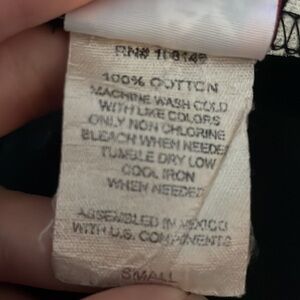 RN# 108149
100% COTTON
MACHINE WASH COLD
WITH LIKE COLORS
ONLY NON CHLORINE
BLEACH WHEN NEEDED
TUMBLE DRY LOW
COOL IRON
WHEN NEEDED
ASSEMBLED IN MEXICO
WITH U.S. COMPONENTS
SMALL